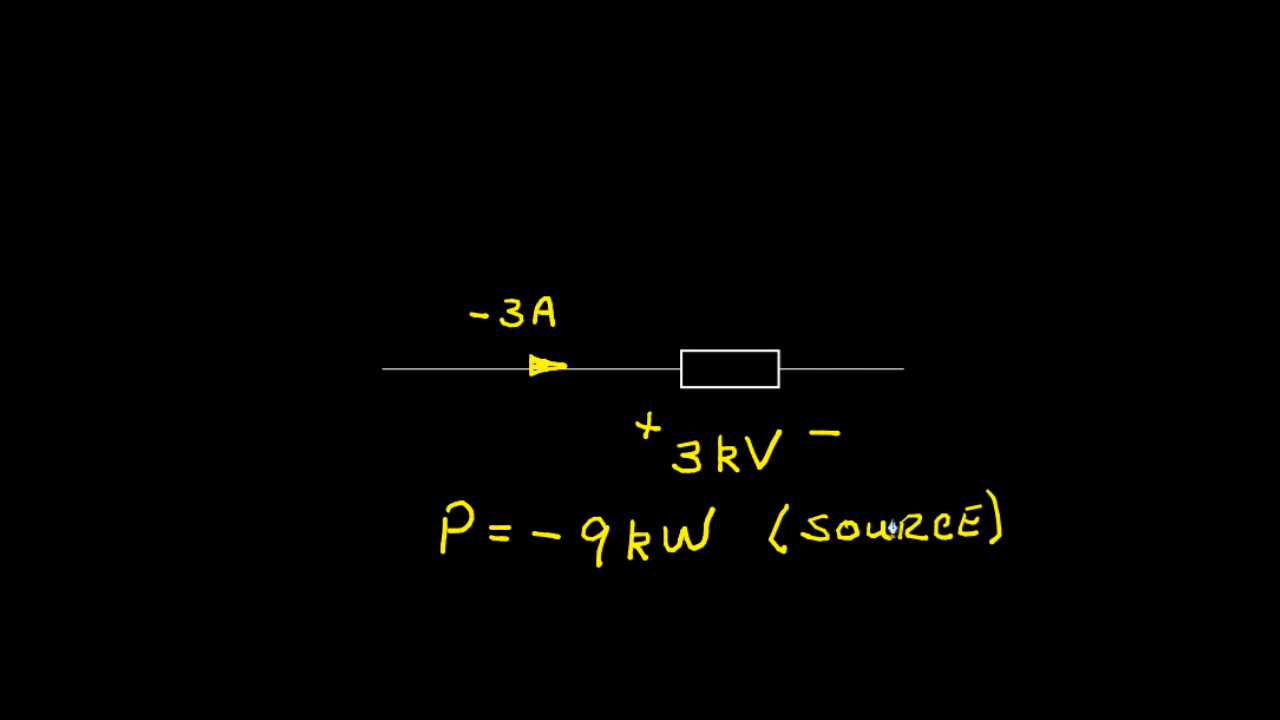 -3A
+ 3kV -
P = -9kW (SOURCE)